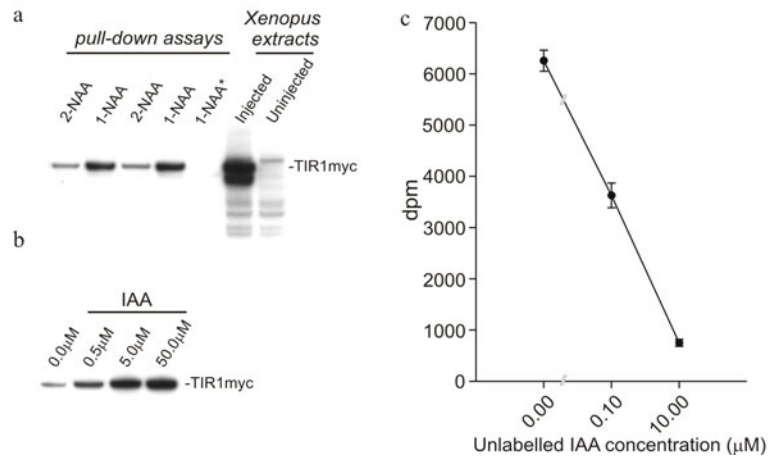 a
pull-down assays
Xenopus
extracts
2-NAA
1-NAA
2-NAA
1-NAA
1-NAA*
Injected
Uninjected
-TIR1myc
b
IAA
0.0µM
0.5µM
5.0µM
50.0µM
-TIR1myc
c
7000
6000
5000
4000
3000
2000
1000
0
dpm
0.00
0.10
10.00
Unlabelled IAA concentration (µM)